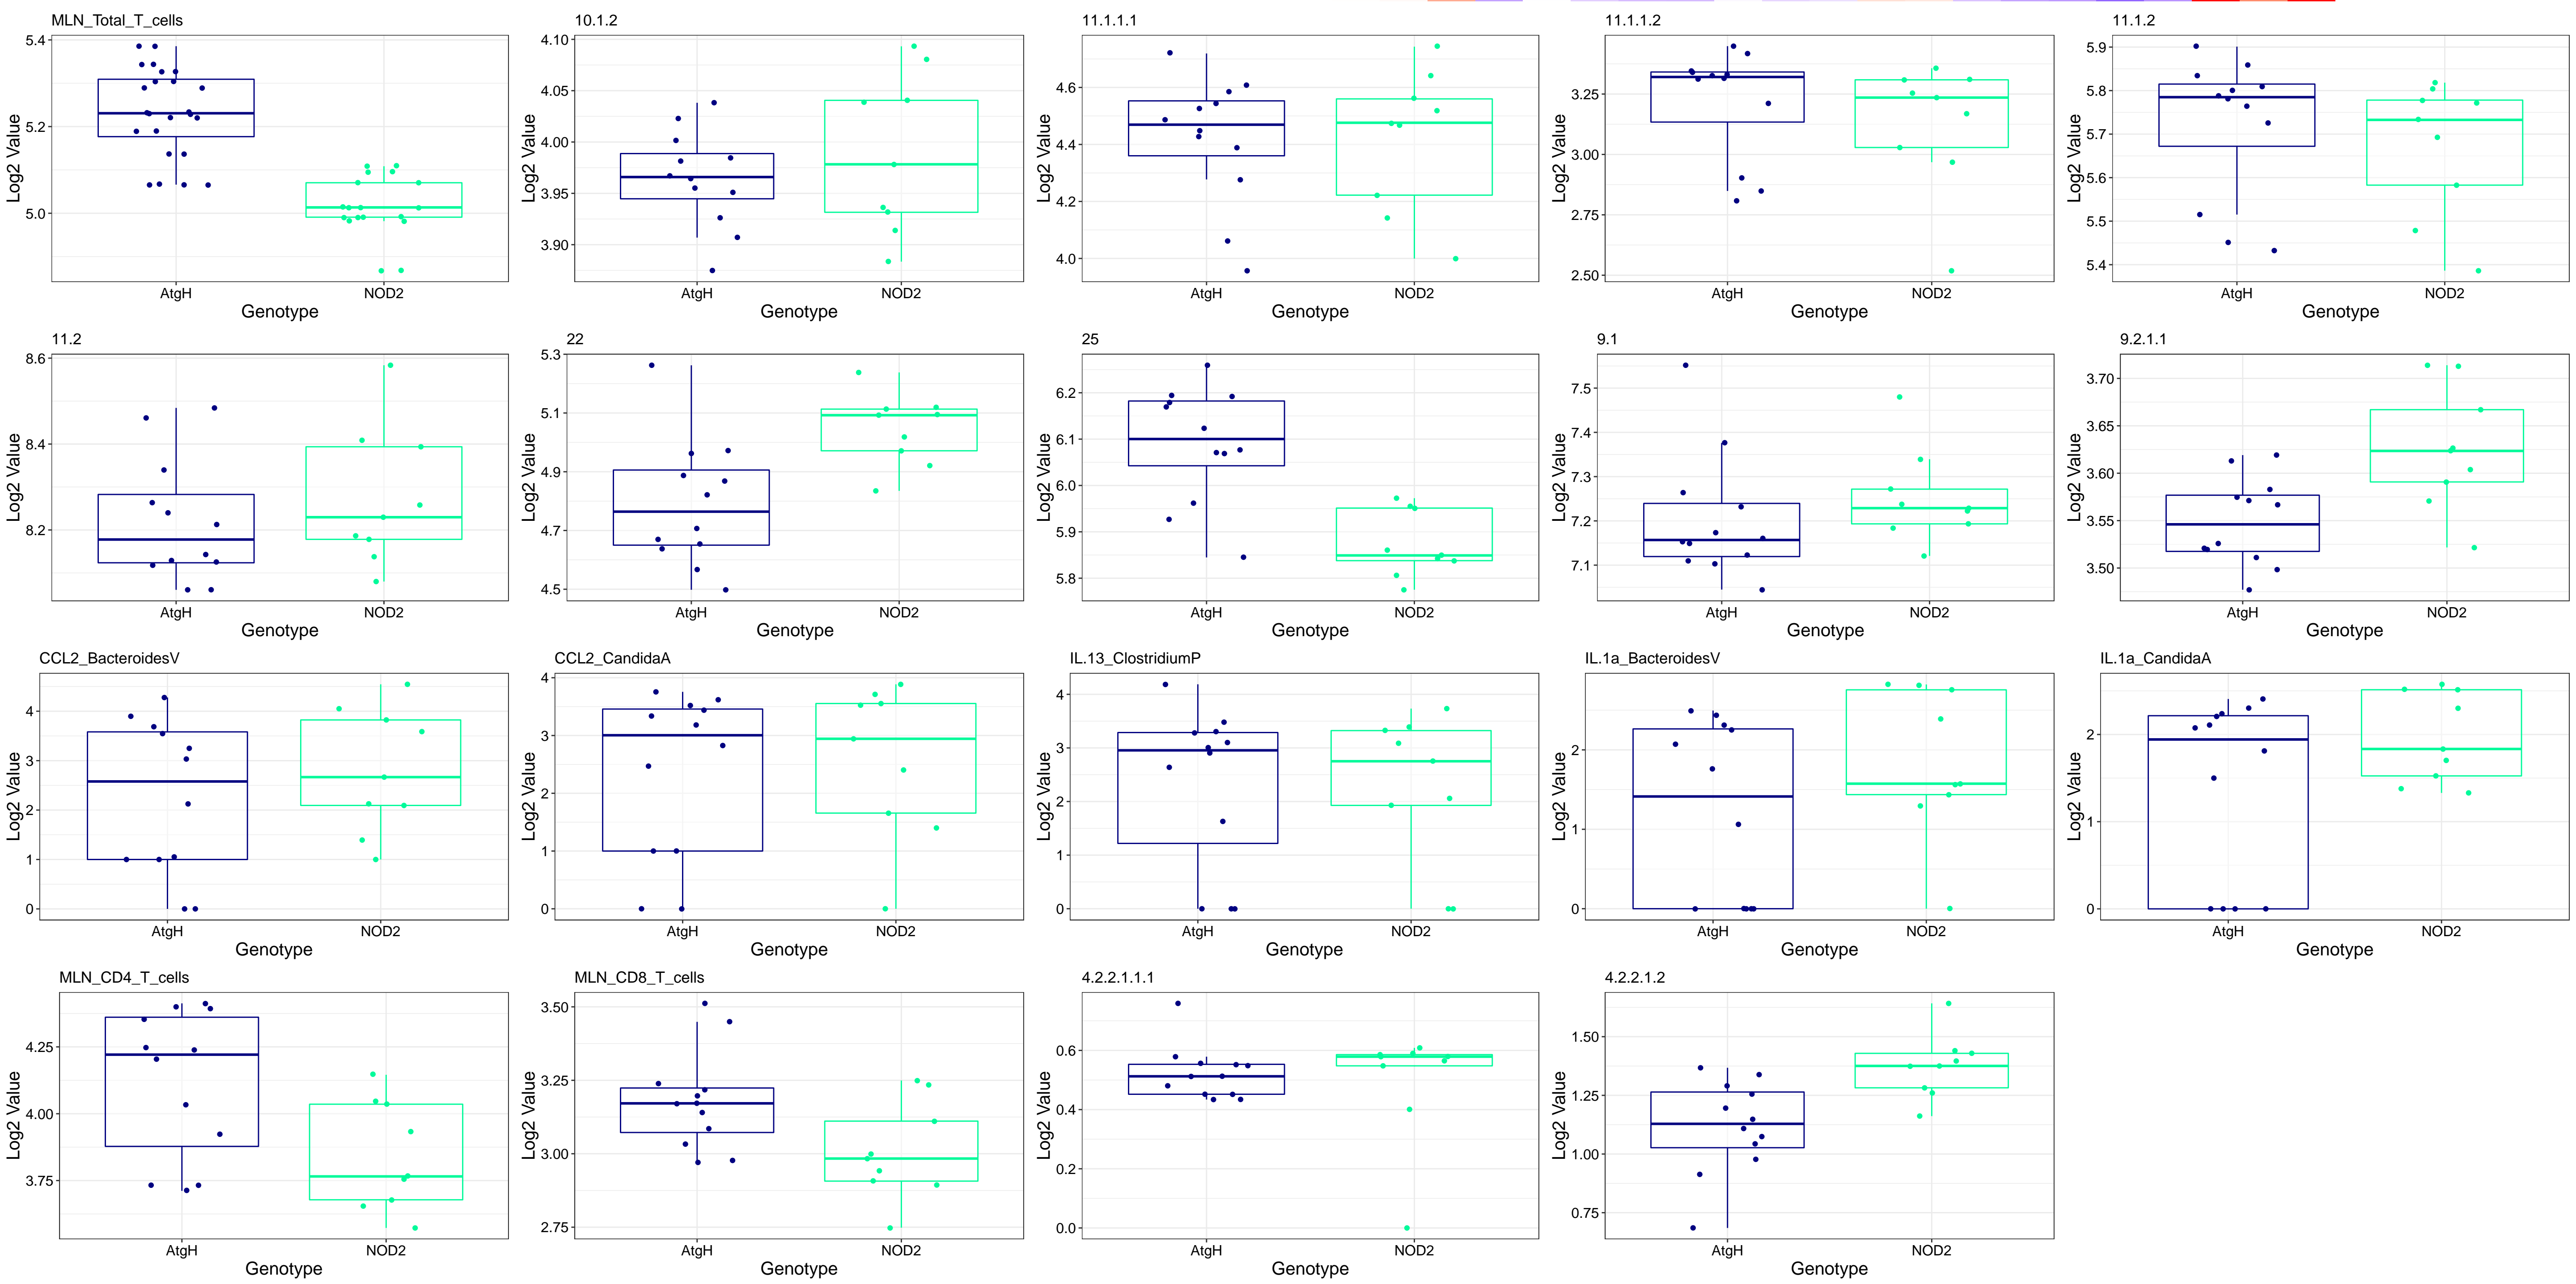 MLN_Total_T_cells
5.4
5.2
5.0
Log2 Value
AtgH NOD2
Genotype
10.1.2
4.10
4.05
4.00
3.95
3.90
Log2 Value
AtgH NOD2
Genotype
11.1.1.1
4.6
4.4
4.2
4.0
Log2 Value
AtgH NOD2
Genotype
11.1.1.2
3.25
3.00
2.75
2.50
Log2 Value
AtgH NOD2
Genotype
11.1.2
5.9
5.8
5.7
5.6
5.5
5.4
Log2 Value
AtgH NOD2
Genotype
11.2
8.6
8.4
8.2
Log2 Value
AtgH NOD2
Genotype
22
5.3
5.1
4.9
4.7
4.5
Log2 Value
AtgH NOD2
Genotype
25
6.2
6.1
6.0
5.9
5.8
Log2 Value
AtgH NOD2
Genotype
9.1
7.5
7.4
7.3
7.2
7.1
Log2 Value
AtgH NOD2
Genotype
9.2.1.1
3.70
3.65
3.60
3.55
3.50
Log2 Value
AtgH NOD2
Genotype
CCL2_BacteroidesV
4
3
2
1
0
Log2 Value
AtgH NOD2
Genotype
CCL2_CandidaA
4
3
2
1
0
Log2 Value
AtgH NOD2
Genotype
IL.13_ClostridiumP
4
3
2
1
0
Log2 Value
AtgH NOD2
Genotype
IL.1a_BacteroidesV
2
1
0
Log2 Value
AtgH NOD2
Genotype
IL.1a_CandidaA
2
1
0
Log2 Value
AtgH NOD2
Genotype
MLN_CD4_T_cells
4.25
4.00
3.75
Log2 Value
AtgH NOD2
Genotype
MLN_CD8_T_cells
3.50
3.25
3.00
2.75
Log2 Value
AtgH NOD2
Genotype
4.2.2.1.1.1
0.6
0.4
0.2
0.0
Log2 Value
AtgH NOD2
Genotype
4.2.2.1.2
1.50
1.25
1.00
0.75
Log2 Value
AtgH NOD2
Genotype